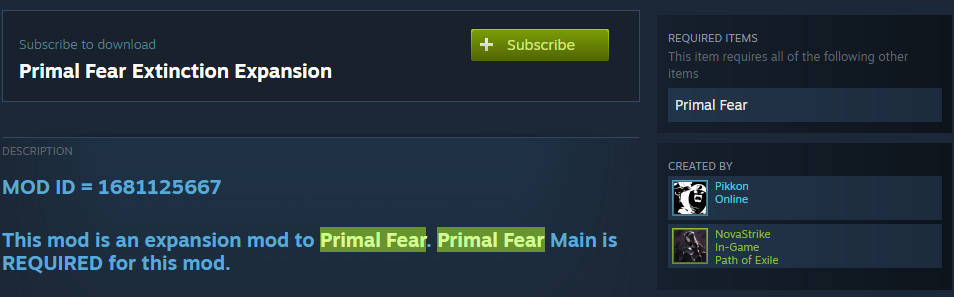 Subscribe to download
Primal Fear Extinction Expansion
+ Subscribe
DESCRIPTION
MOD ID = 1681125667
This mod is an expansion mod to Primal Fear. Primal Fear Main is
REQUIRED for this mod.
REQUIRED ITEMS
This item requires all of the following other
items
Primal Fear
CREATED BY
Pikkon
Online
NovaStrike
In-Game
Path of Exile